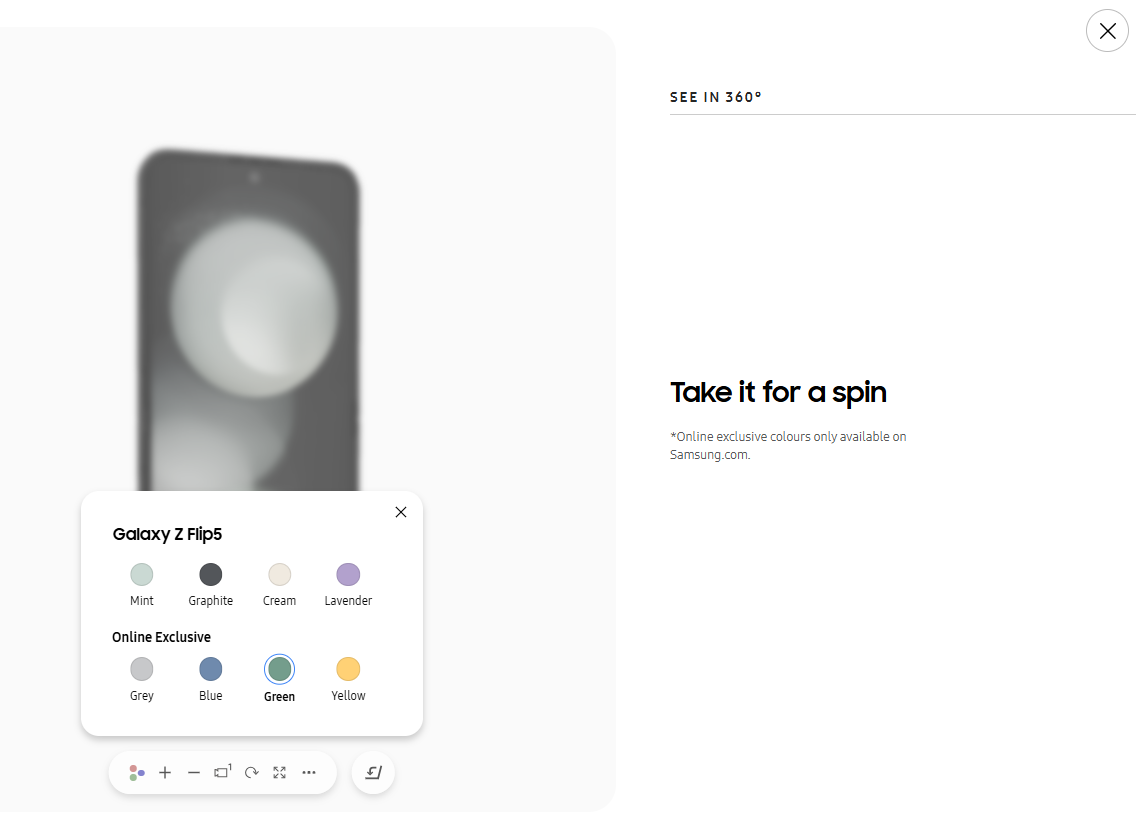 SEE IN 360°
Take it for a spin
*Online exclusive colours only available on
Samsung.com.
Galaxy Z Flip5
Mint Graphite Cream Lavender
Online Exclusive
Grey Blue Green Yellow
1